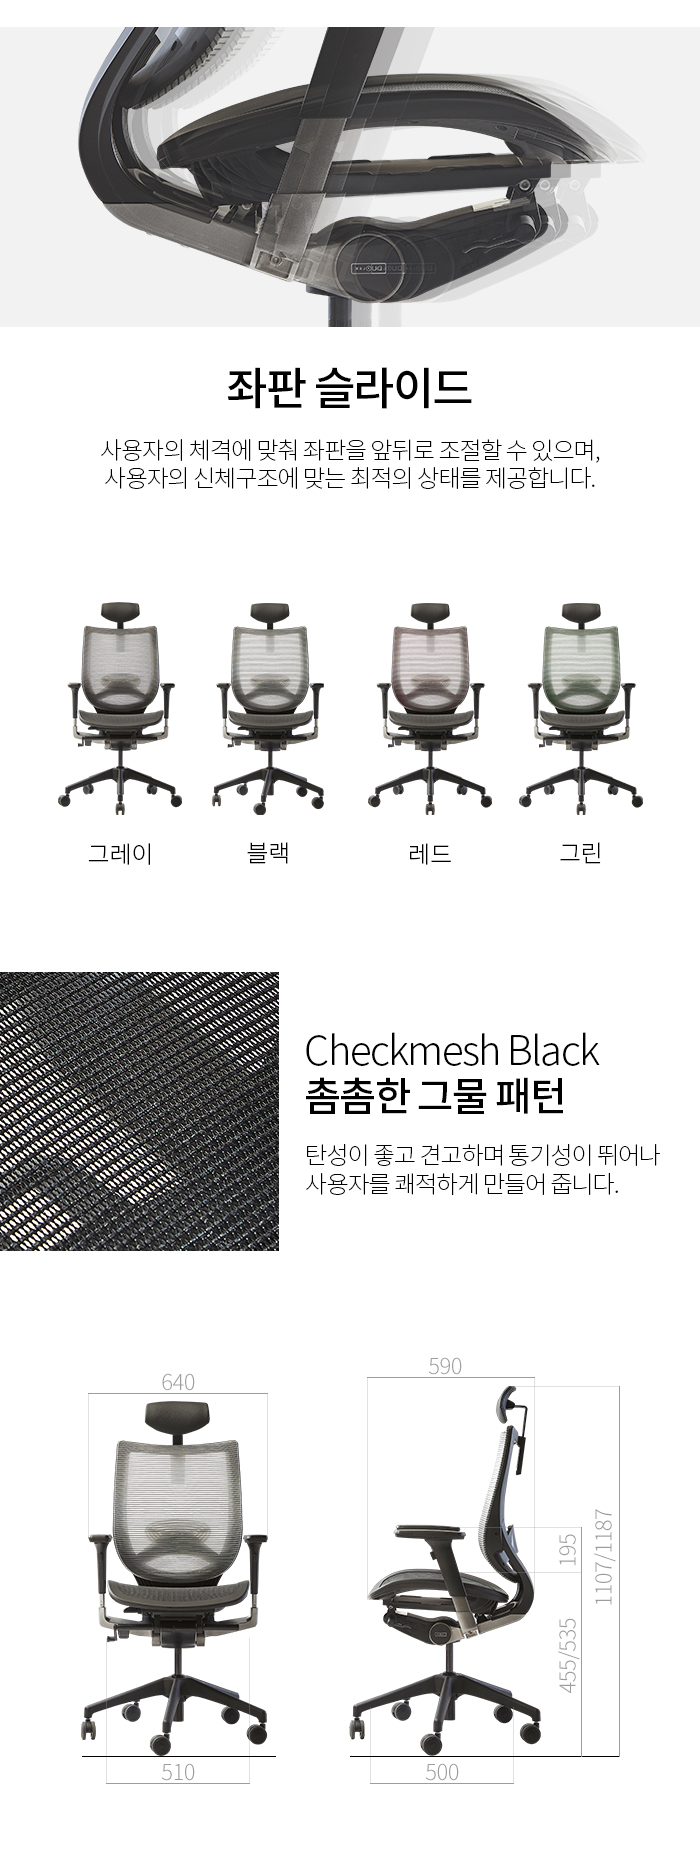 좌판 슬라이드
사용자의 체격에 맞춰 좌판을 앞뒤로 조절할 수 있으며,
사용자의 신체구조에 맞는 최적의 상태를 제공합니다.
그레이
블랙
레드
그린
Checkmesh Black
촘촘한 그물 패턴
탄성이 좋고 견고하며 통기성이 뛰어나
사용자를 쾌적하게 만들어 줍니다.
640
510
590
195
455/535
1107/1187
500